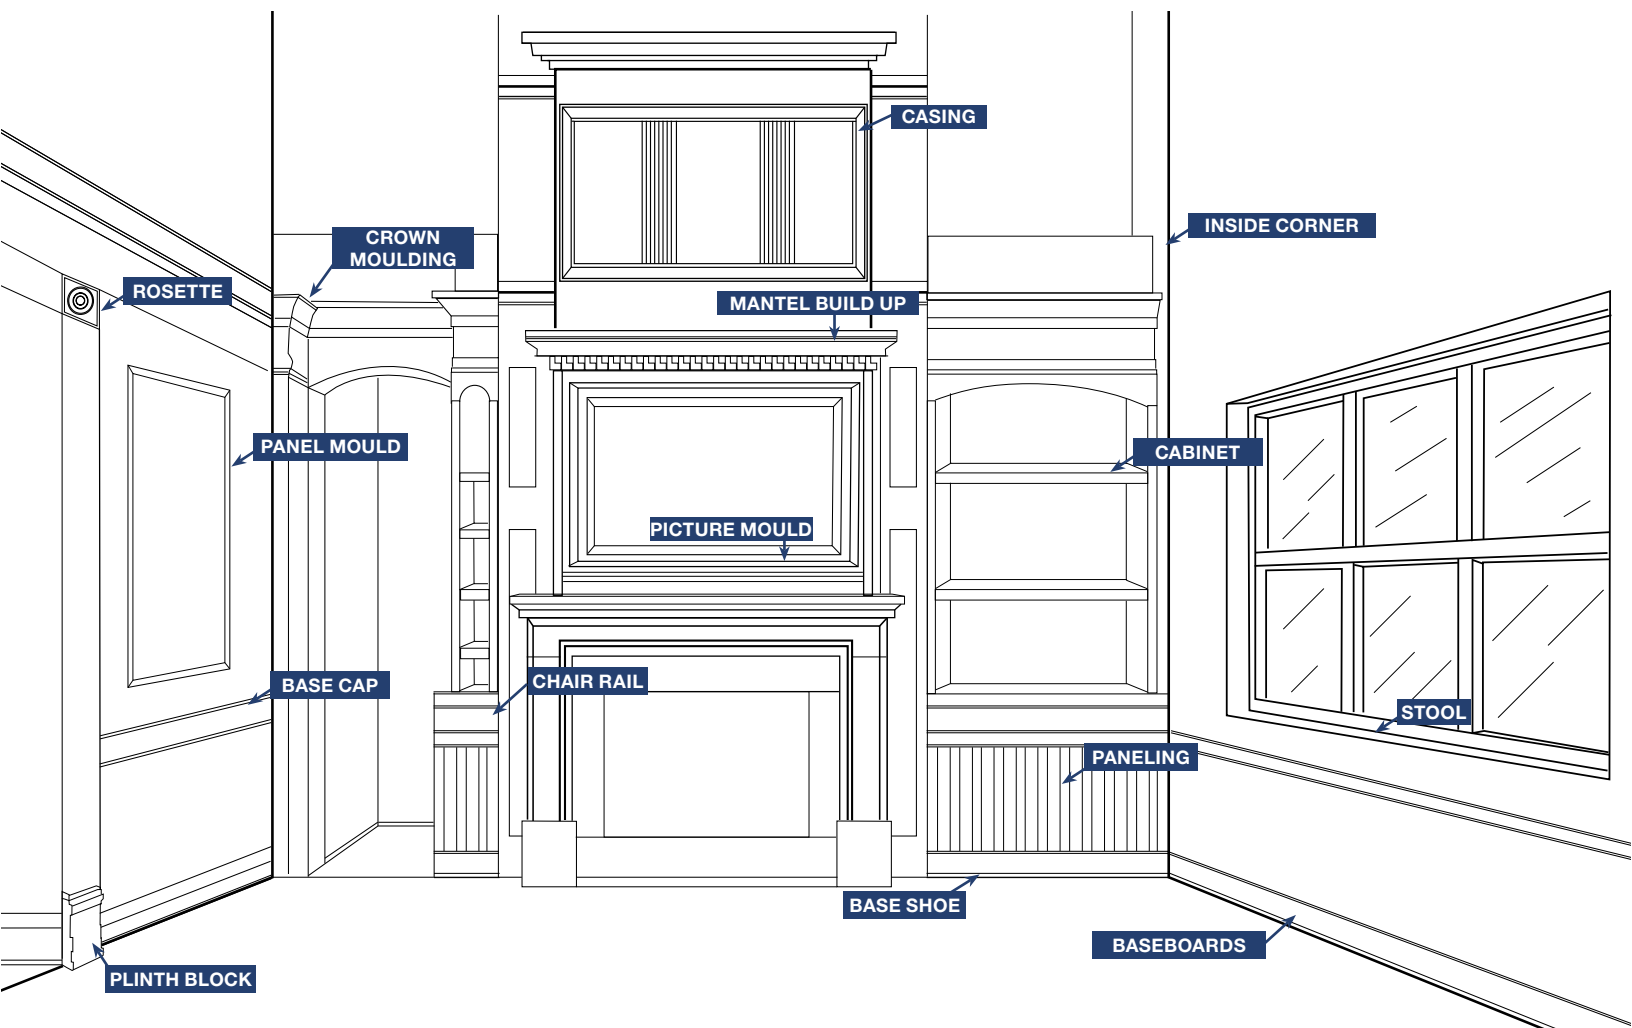 CASING
INSIDE CORNER
CROWN
MOULDING
ROSETTE
MANTEL BUILD UP
PANEL MOULD
CABINET
PICTURE MOULD
BASE CAP
CHAIR RAIL
STOOL
PANELING
BASE SHOE
BASEBOARDS
PLINTH BLOCK